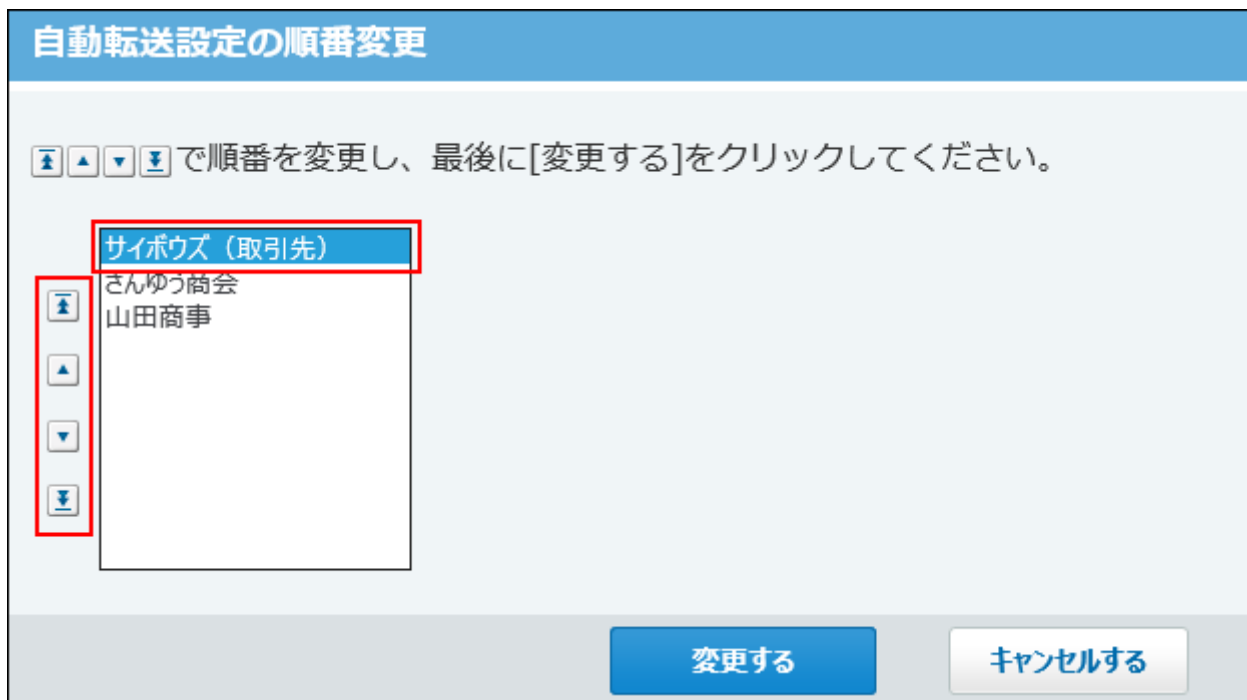 自動転送設定の順番変更
で順番を変更し、最後に[変更する]をクリックしてください。
サイボウズ（取引先）
さんゆう商会
山田商事
変更する
キャンセルする